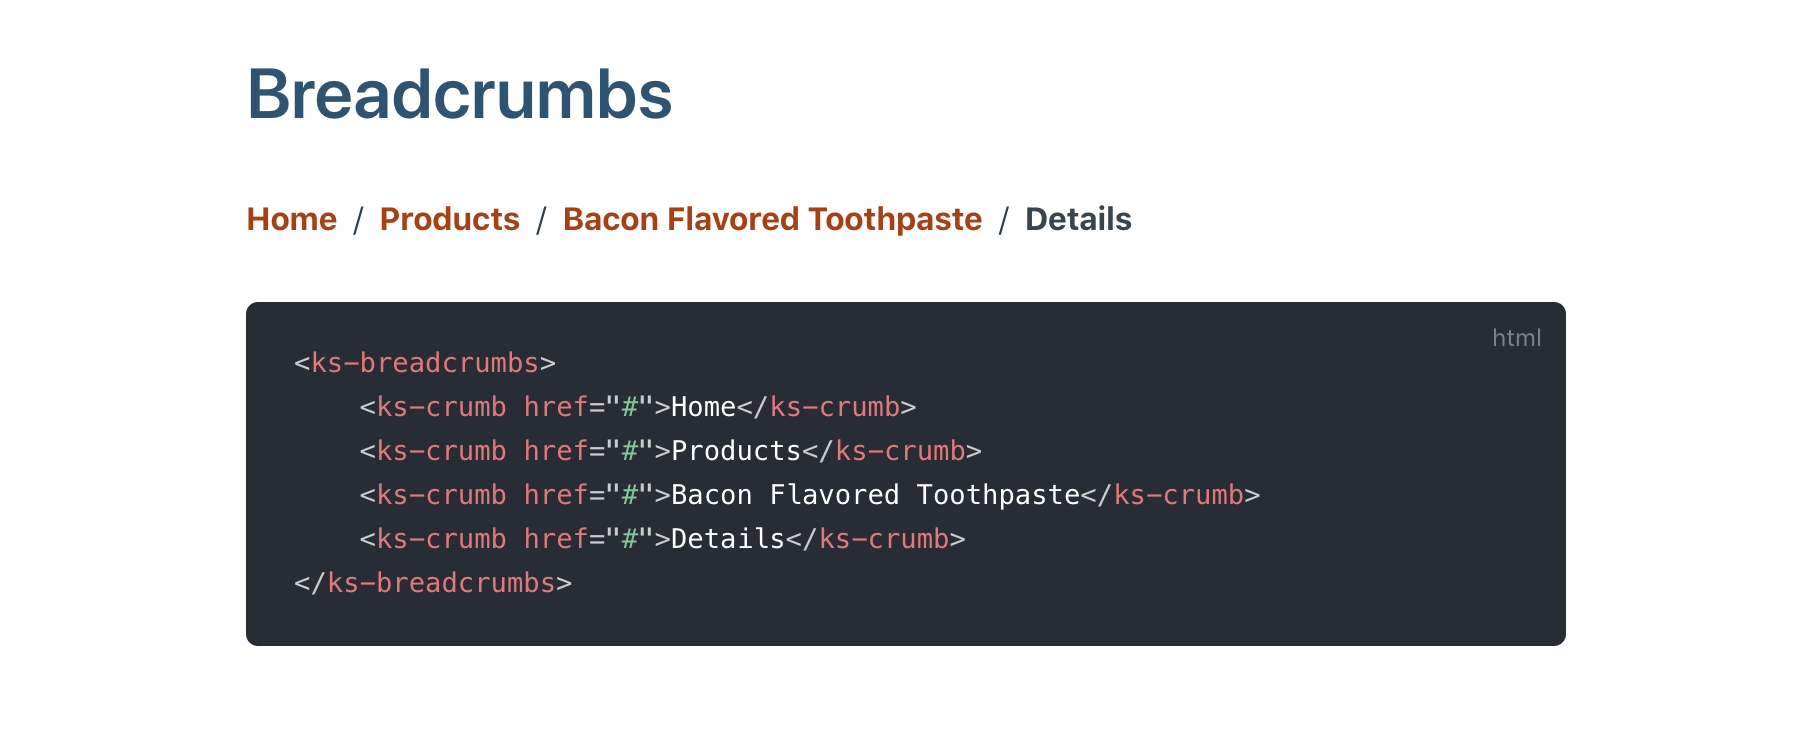 Breadcrumbs
Home / Products / Bacon Flavored Toothpaste / Details
html
<ks-breadcrumbs>
    <ks-crumb href="#">Home</ks-crumb>
    <ks-crumb href="#">Products</ks-crumb>
    <ks-crumb href="#">Bacon Flavored Toothpaste</ks-crumb>
    <ks-crumb href="#">Details</ks-crumb>
</ks-breadcrumbs>